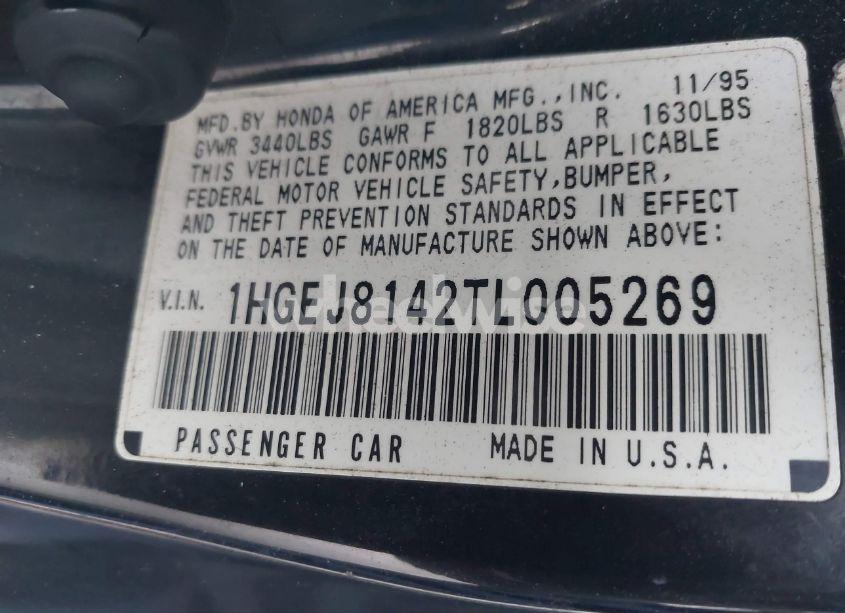 MFD.BY HONDA OF AMERICA MFG.,INC. 11/95
GVWR 3440LBS GAWR F 1820LBS R 1630LBS
THIS VEHICLE CONFORMS TO ALL APPLICABLE
FEDERAL MOTOR VEHICLE SAFETY,BUMPER,
AND THEFT PREVENTION STANDARDS IN EFFECT
ON THE DATE OF MANUFACTURE SHOWN ABOVE:
V.I.N. 1HGEJ8142TL005269
wheelwise
PASSENGER CAR MADE IN U.S.A.